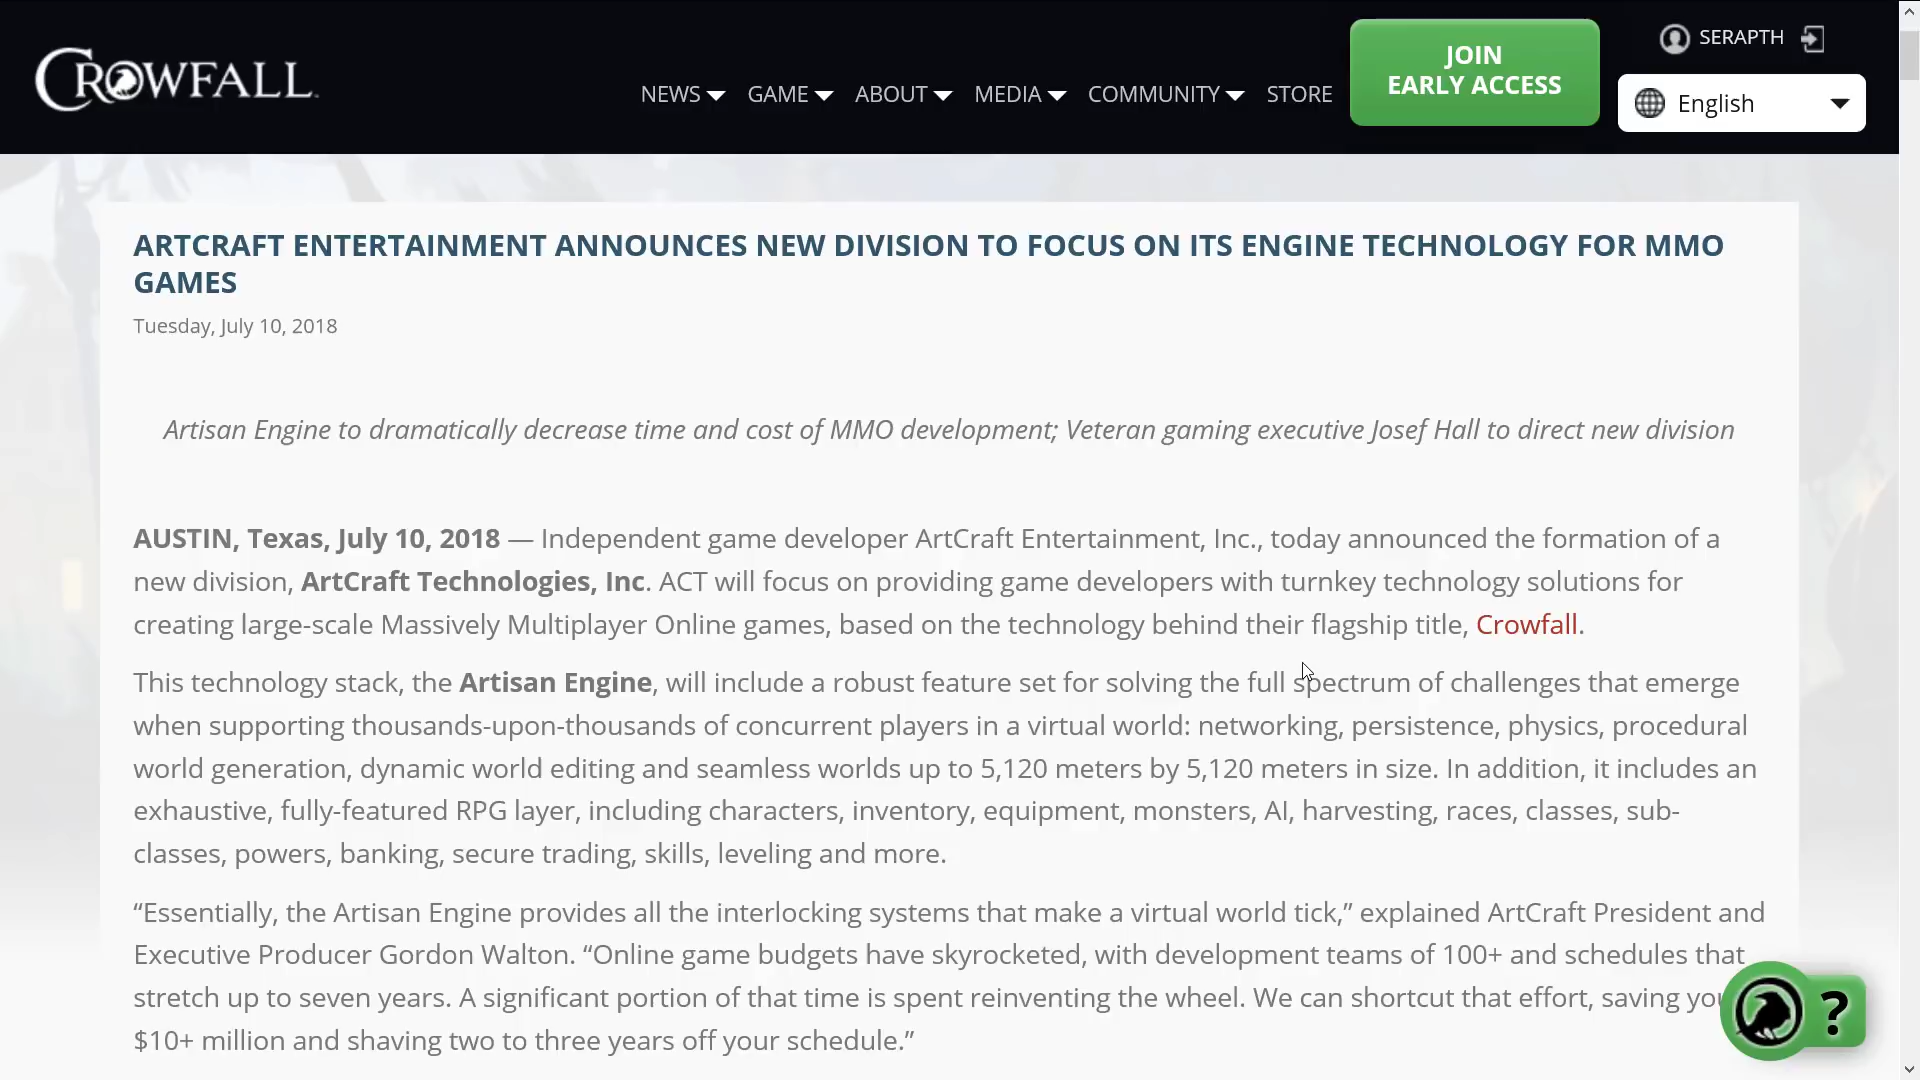 CROWFALL
NEWS GAME ABOUT MEDIA COMMUNITY STORE
JOIN
EARLY ACCESS
SERAPTH
English
ARTCRAFT ENTERTAINMENT ANNOUNCES NEW DIVISION TO FOCUS ON ITS ENGINE TECHNOLOGY FOR MMO
GAMES
Tuesday, July 10, 2018
Artisan Engine to dramatically decrease time and cost of MMO development; Veteran gaming executive Josef Hall to direct new division
AUSTIN, Texas, July 10, 2018 — Independent game developer ArtCraft Entertainment, Inc., today announced the formation of a
new division, ArtCraft Technologies, Inc. ACT will focus on providing game developers with turnkey technology solutions for
creating large-scale Massively Multiplayer Online games, based on the technology behind their flagship title, Crowfall.
This technology stack, the Artisan Engine, will include a robust feature set for solving the full spectrum of challenges that emerge
when supporting thousands-upon-thousands of concurrent players in a virtual world: networking, persistence, physics, procedural
world generation, dynamic world editing and seamless worlds up to 5,120 meters by 5,120 meters in size. In addition, it includes an
exhaustive, fully-featured RPG layer, including characters, inventory, equipment, monsters, AI, harvesting, races, classes, sub-
classes, powers, banking, secure trading, skills, leveling and more.
“Essentially, the Artisan Engine provides all the interlocking systems that make a virtual world tick,” explained ArtCraft President and
Executive Producer Gordon Walton. “Online game budgets have skyrocketed, with development teams of 100+ and schedules that
stretch up to seven years. A significant portion of that time is spent reinventing the wheel. We can shortcut that effort, saving you
$10+ million and shaving two to three years off your schedule.”
?